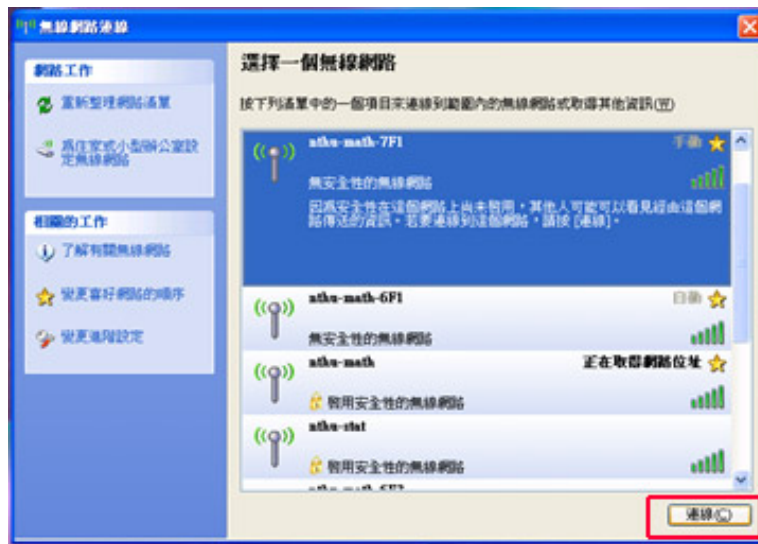 無線網路連線
網路工作
重新整理網路清單
為住家或小型辦公室設
定無線網路
相關的工作
了解有關無線網路
變更喜好網路的順序
變更進階設定
選擇一個無線網路
按下列清單中的一個項目來連線到範圍內的無線網路或取得其他資訊(W)
nthu-math-7F1
手動
無安全性的無線網路
因為安全性在這個網路上尚未啟用，其他人可能可以看見經由這個網
路傳送的資訊。若要連線到這個網路，請按 [連線]。
nthu-math-6F1
自動
無安全性的無線網路
nthu-math
正在取得網路位址
啟用安全性的無線網路
nthu-stat
啟用安全性的無線網路
nthu-math-6F2
連線(C)